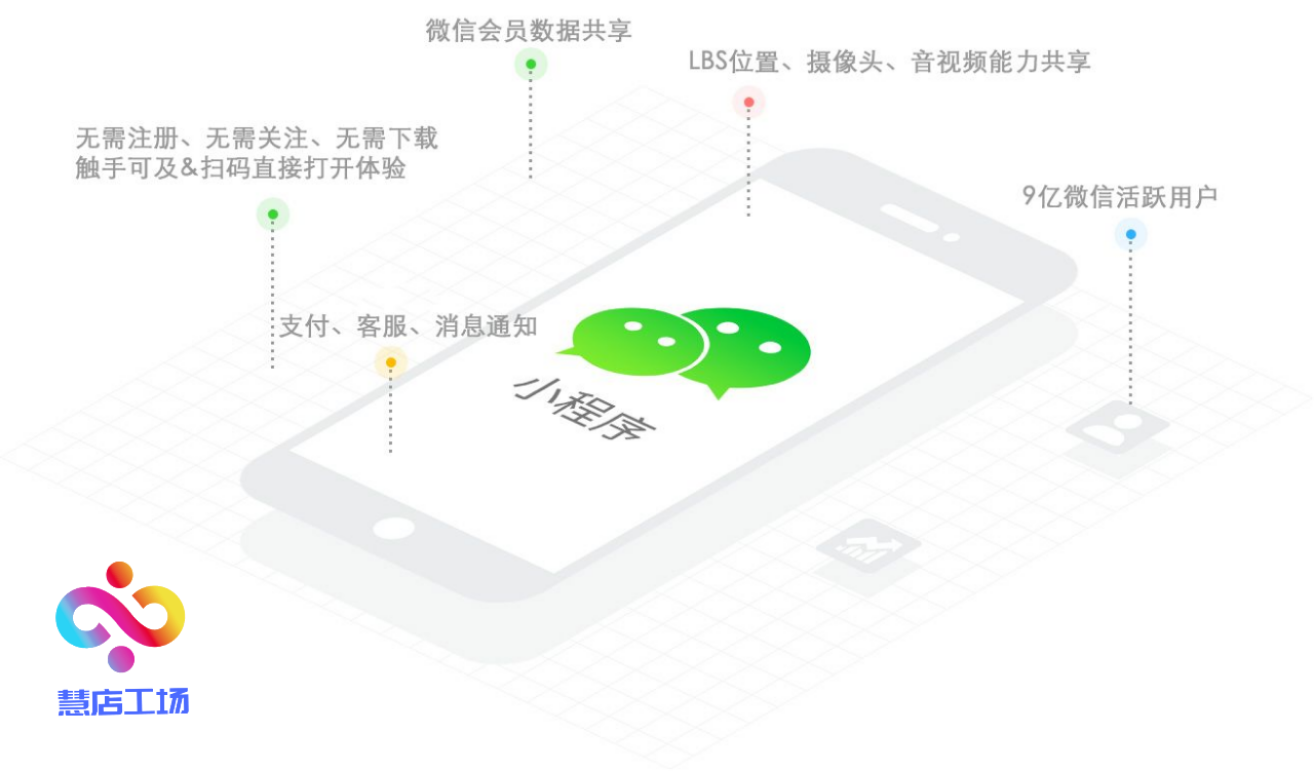 微信会员数据共享
LBS位置、摄像头、音视频能力共享
无需注册、无需关注、无需下载
触手可及&扫码直接打开体验
9亿微信活跃用户
支付、客服、消息通知
小程序
慧店工场